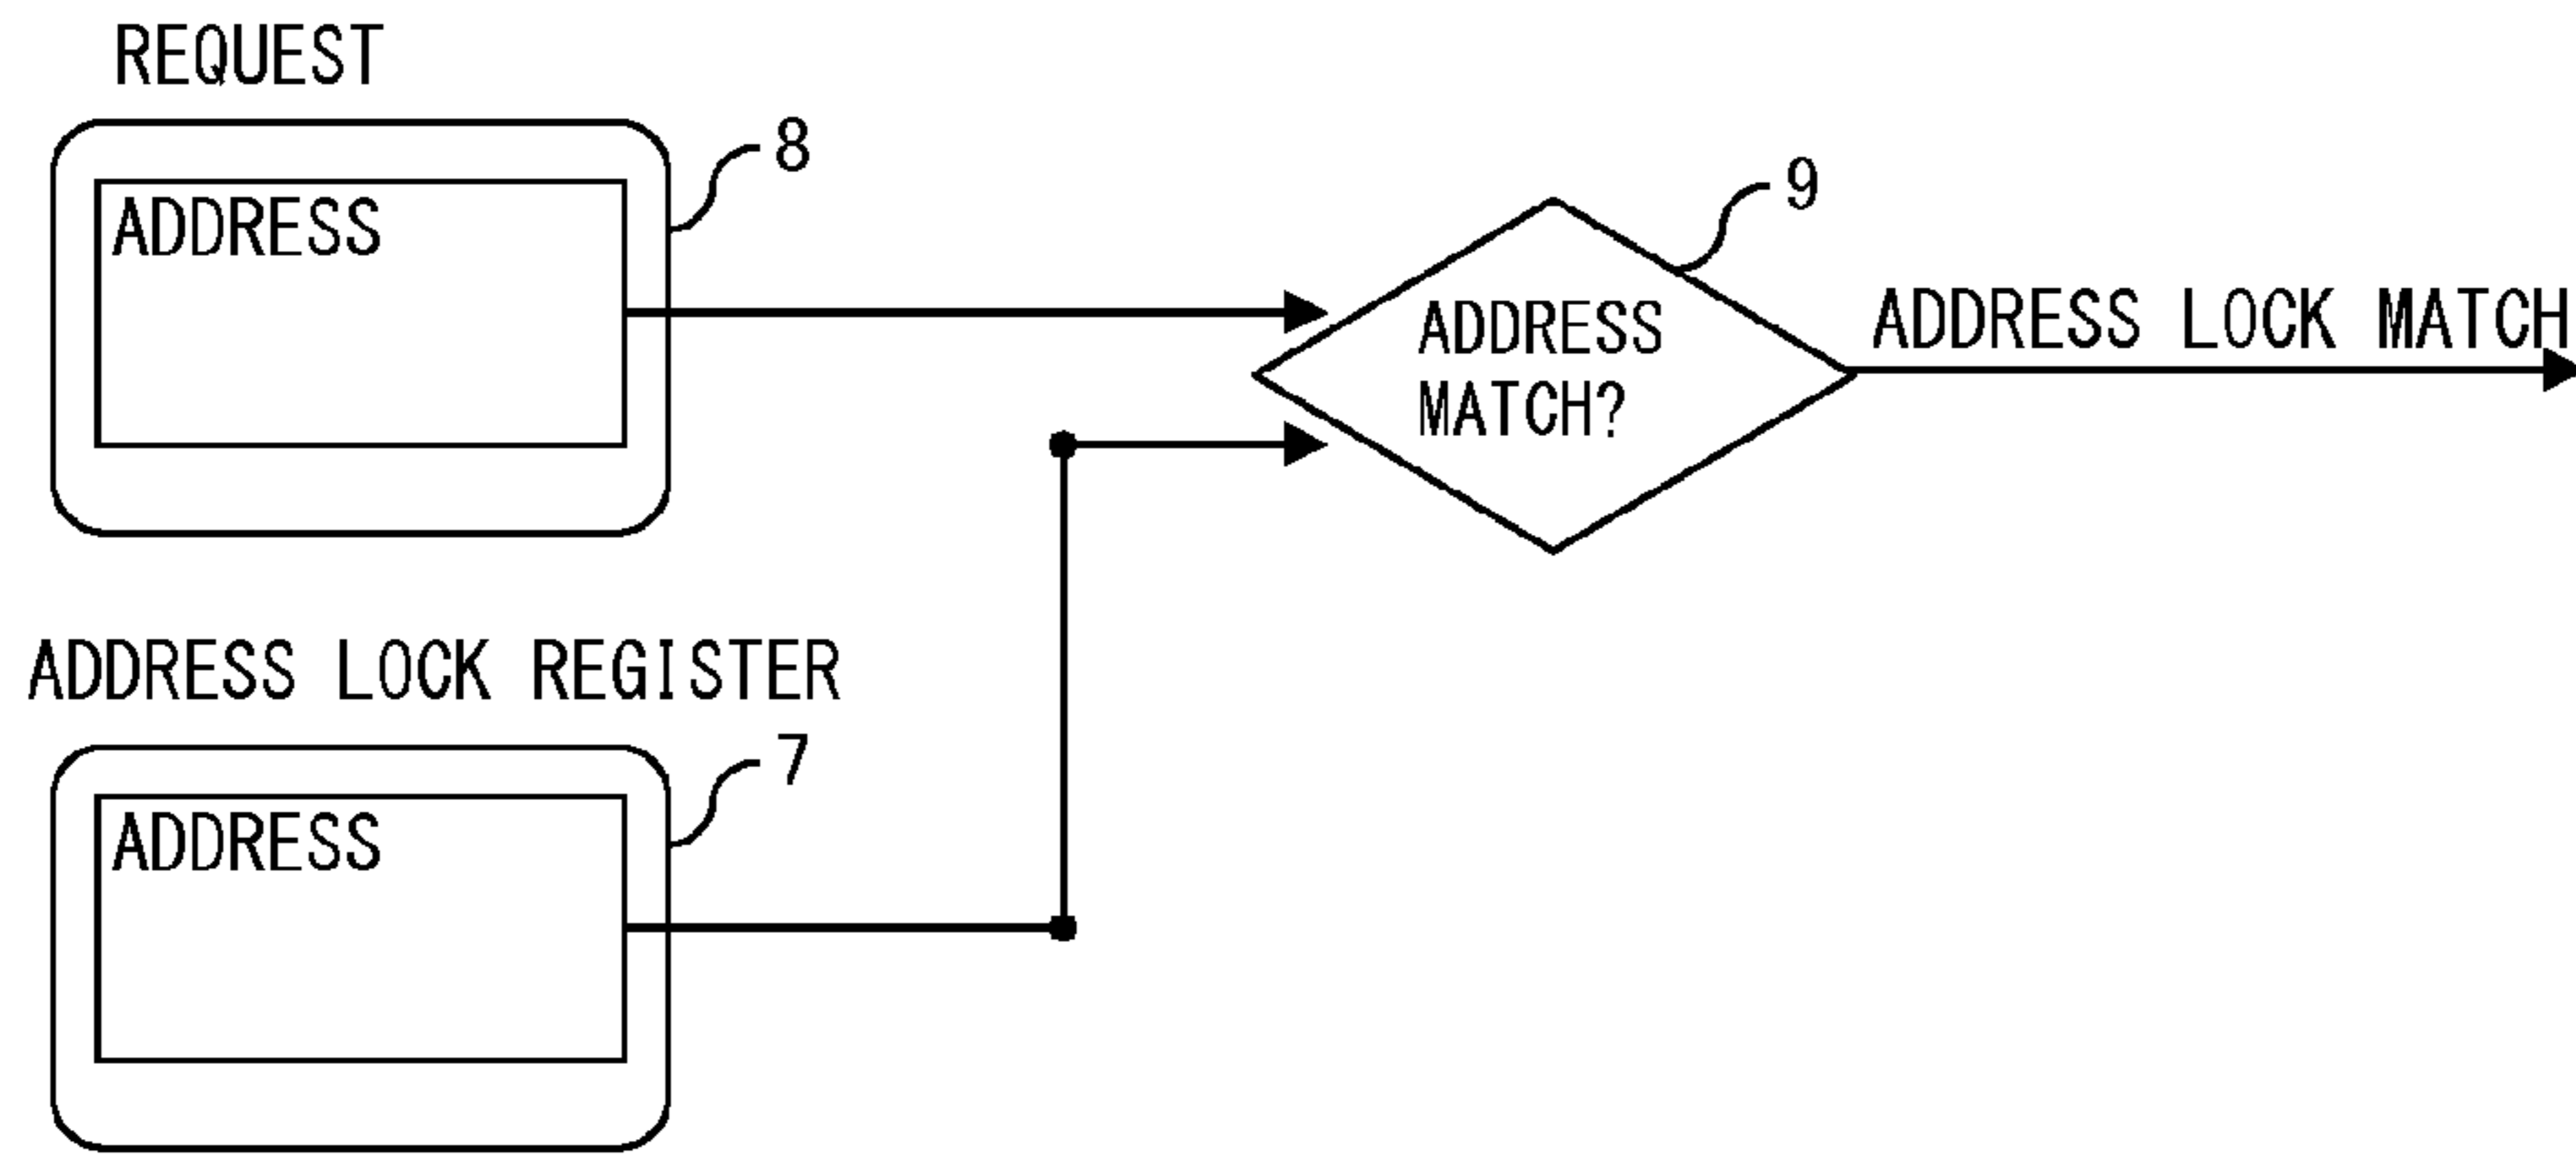 REQUEST
8
ADDRESS
9
ADDRESS
MATCH?
ADDRESS LOCK MATCH
ADDRESS LOCK REGISTER
7
ADDRESS